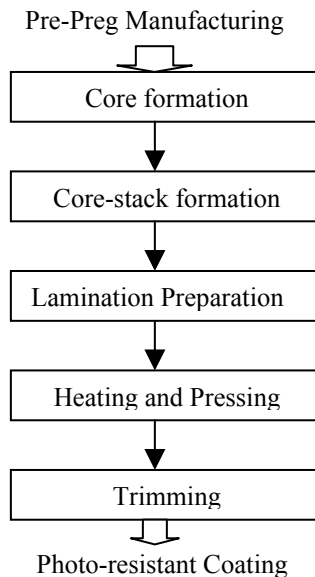 Pre-Preg Manufacturing
Core formation
Core-stack formation
Lamination Preparation
Heating and Pressing
Trimming
Photo-resistant Coating